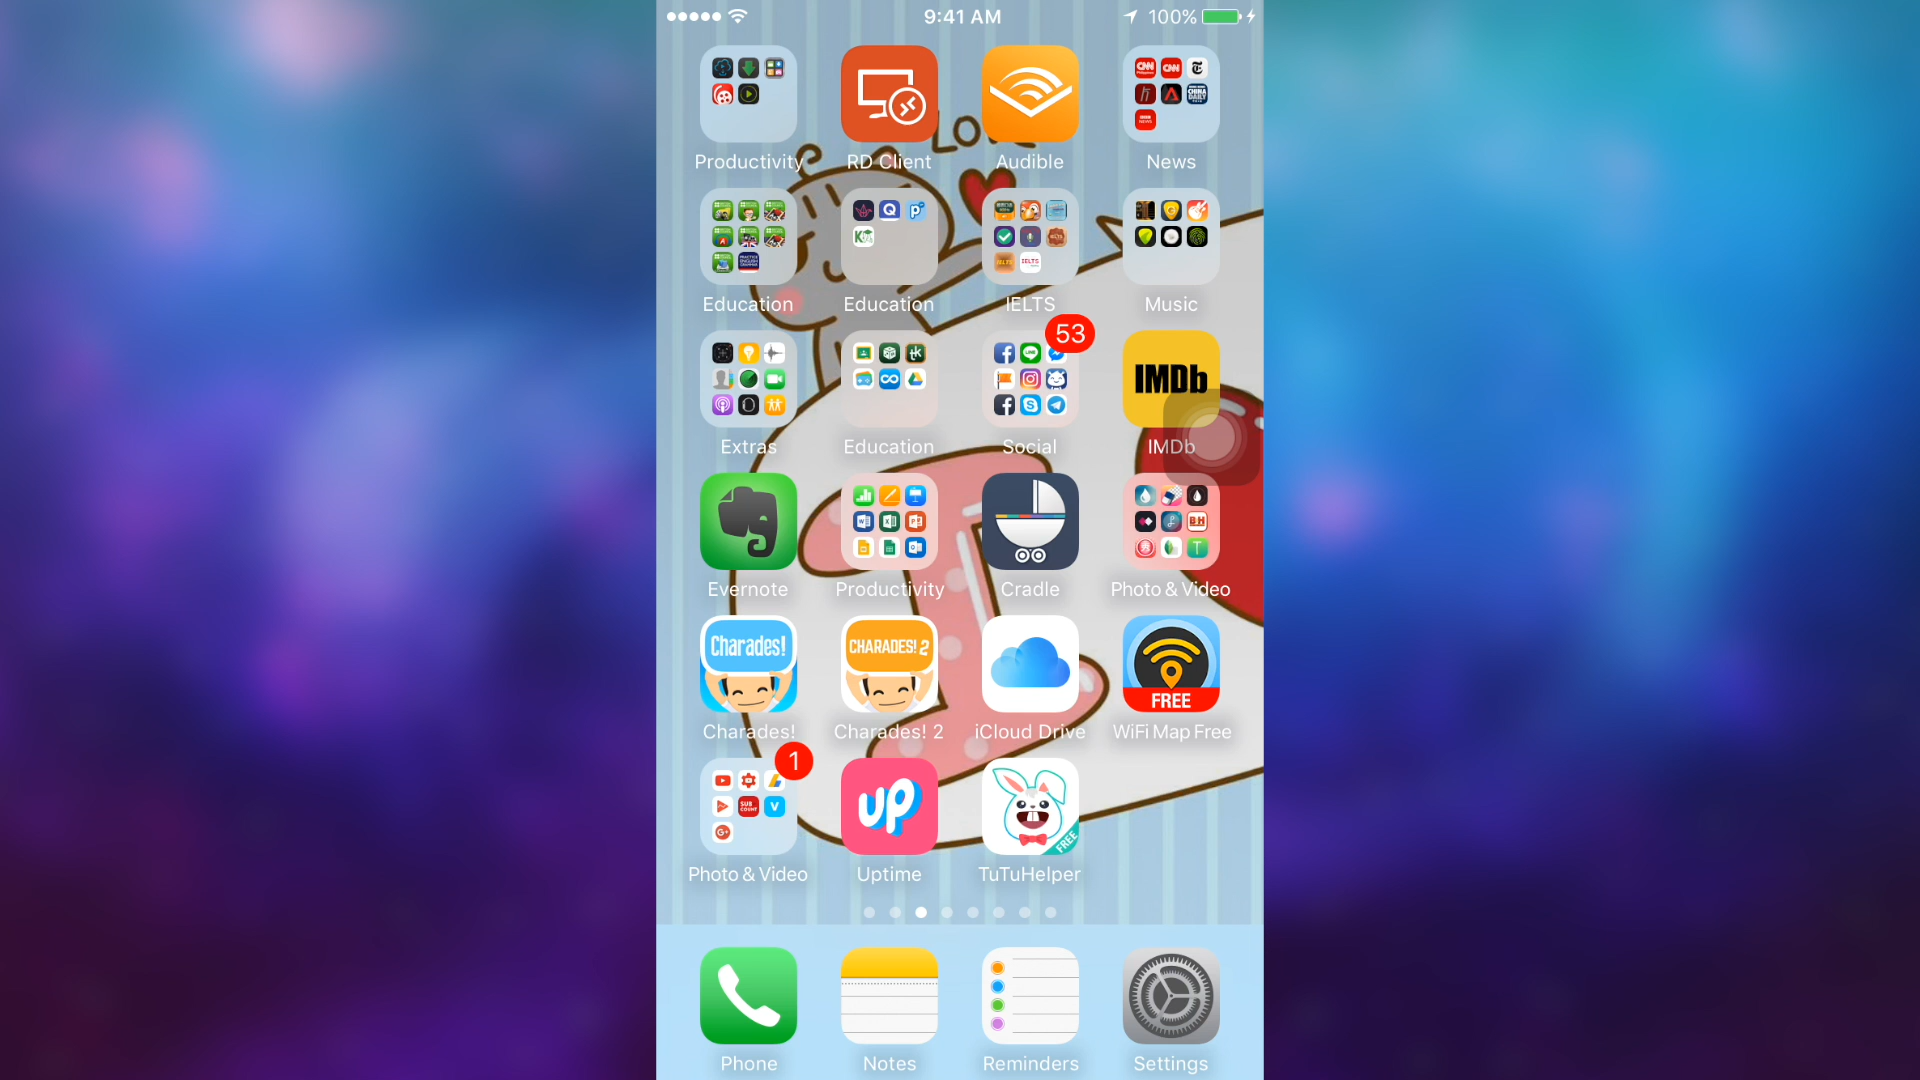 9:41 AM
100%
LO
Productivity
RD Client
Audible
News
Education
Education
IELTS
Music
53
IMDb
Extras
Education
Social
IMDb
Evernote
Productivity
Cradle
Photo & Video
Charades!
CHARADES! 2
FREE
Charades!
Charades! 2
iCloud Drive
WiFi Map Free
1
UP
FREE
Photo & Video
Uptime
TuTuHelper
Phone
Notes
Reminders
Settings